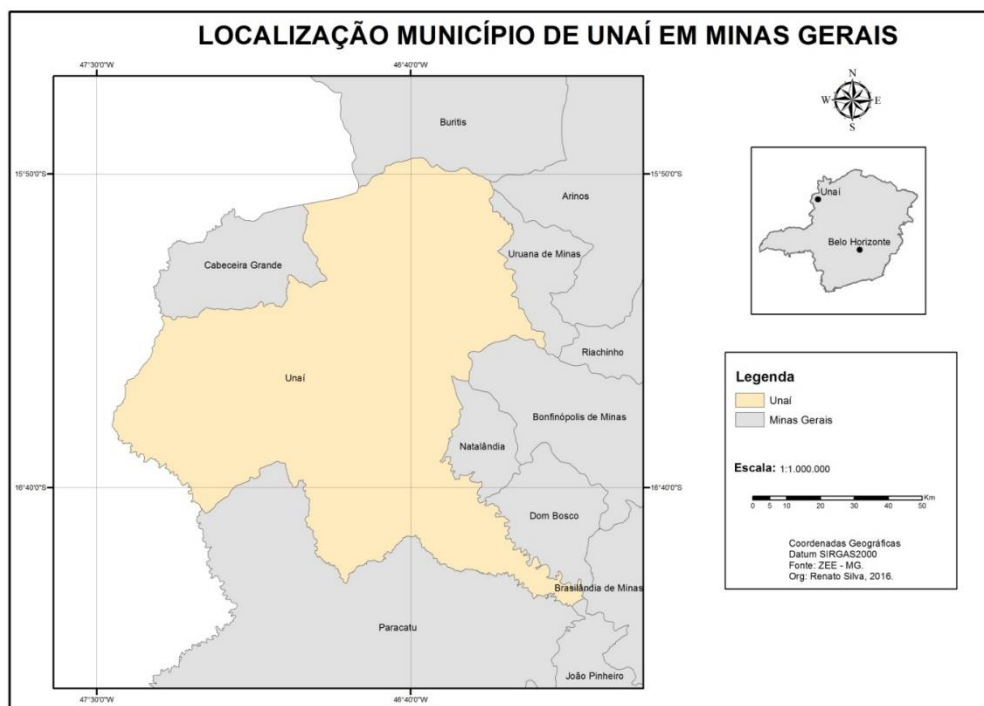 LOCALIZAÇÃO MUNICÍPIO DE UNAÍ EM MINAS GERAIS
47°30'0"W
46°40'0"W
15°50'0"S
15°50'0"S
Buritis
Arinos
Uruana de Minas
Cabeceira Grande
Riachinho
Unaí
Bonfinópolis de Minas
Natalândia
16°40'0"S
16°40'0"S
Dom Bosco
Brasilândia de Minas
Paracatu
João Pinheiro
47°30'0"W
46°40'0"W
N
W
E
S
Unaí
Belo Horizonte
Legenda
Unaí
Minas Gerais
Escala: 1:1.000.000
Km
0 5 10 20 30 40 50
Coordenadas Geográficas
Datum SIRGAS2000
Fonte: ZEE - MG.
Org: Renato Silva, 2016.